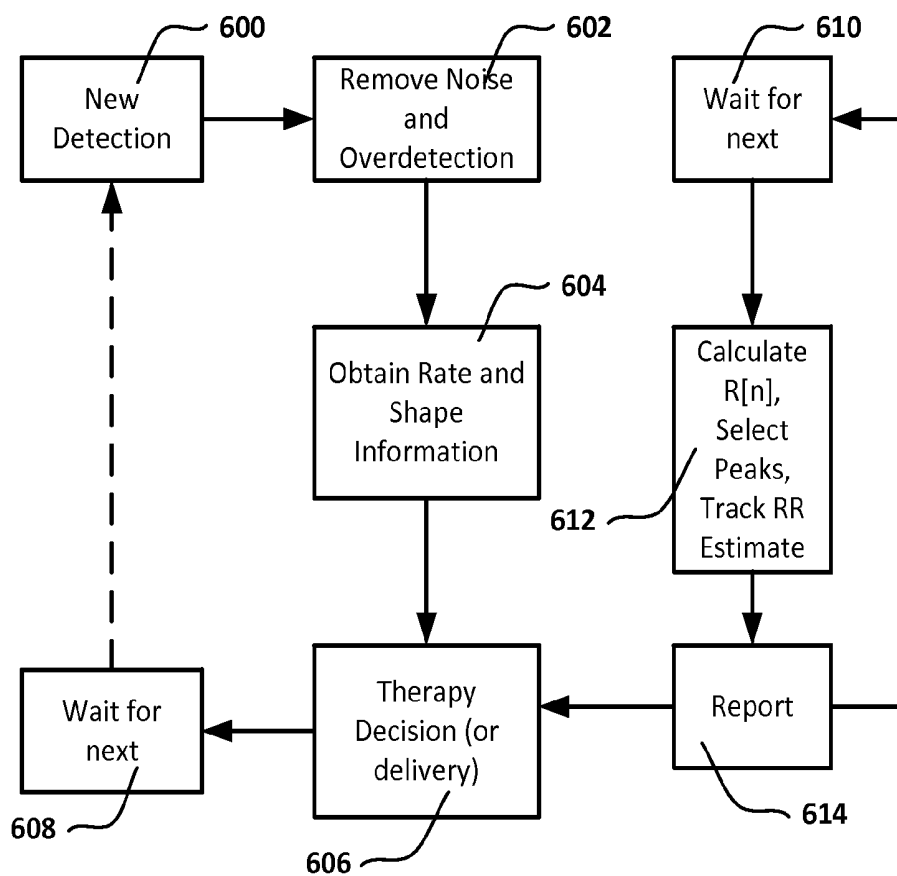 600
New
Detection
602
Remove Noise
and
Overdetection
604
Obtain Rate and
Shape
Information
606
Therapy
Decision (or
delivery)
608
Wait for
next
610
Wait for
next
612
Calculate
R[n],
Select
Peaks,
Track RR
Estimate
614
Report